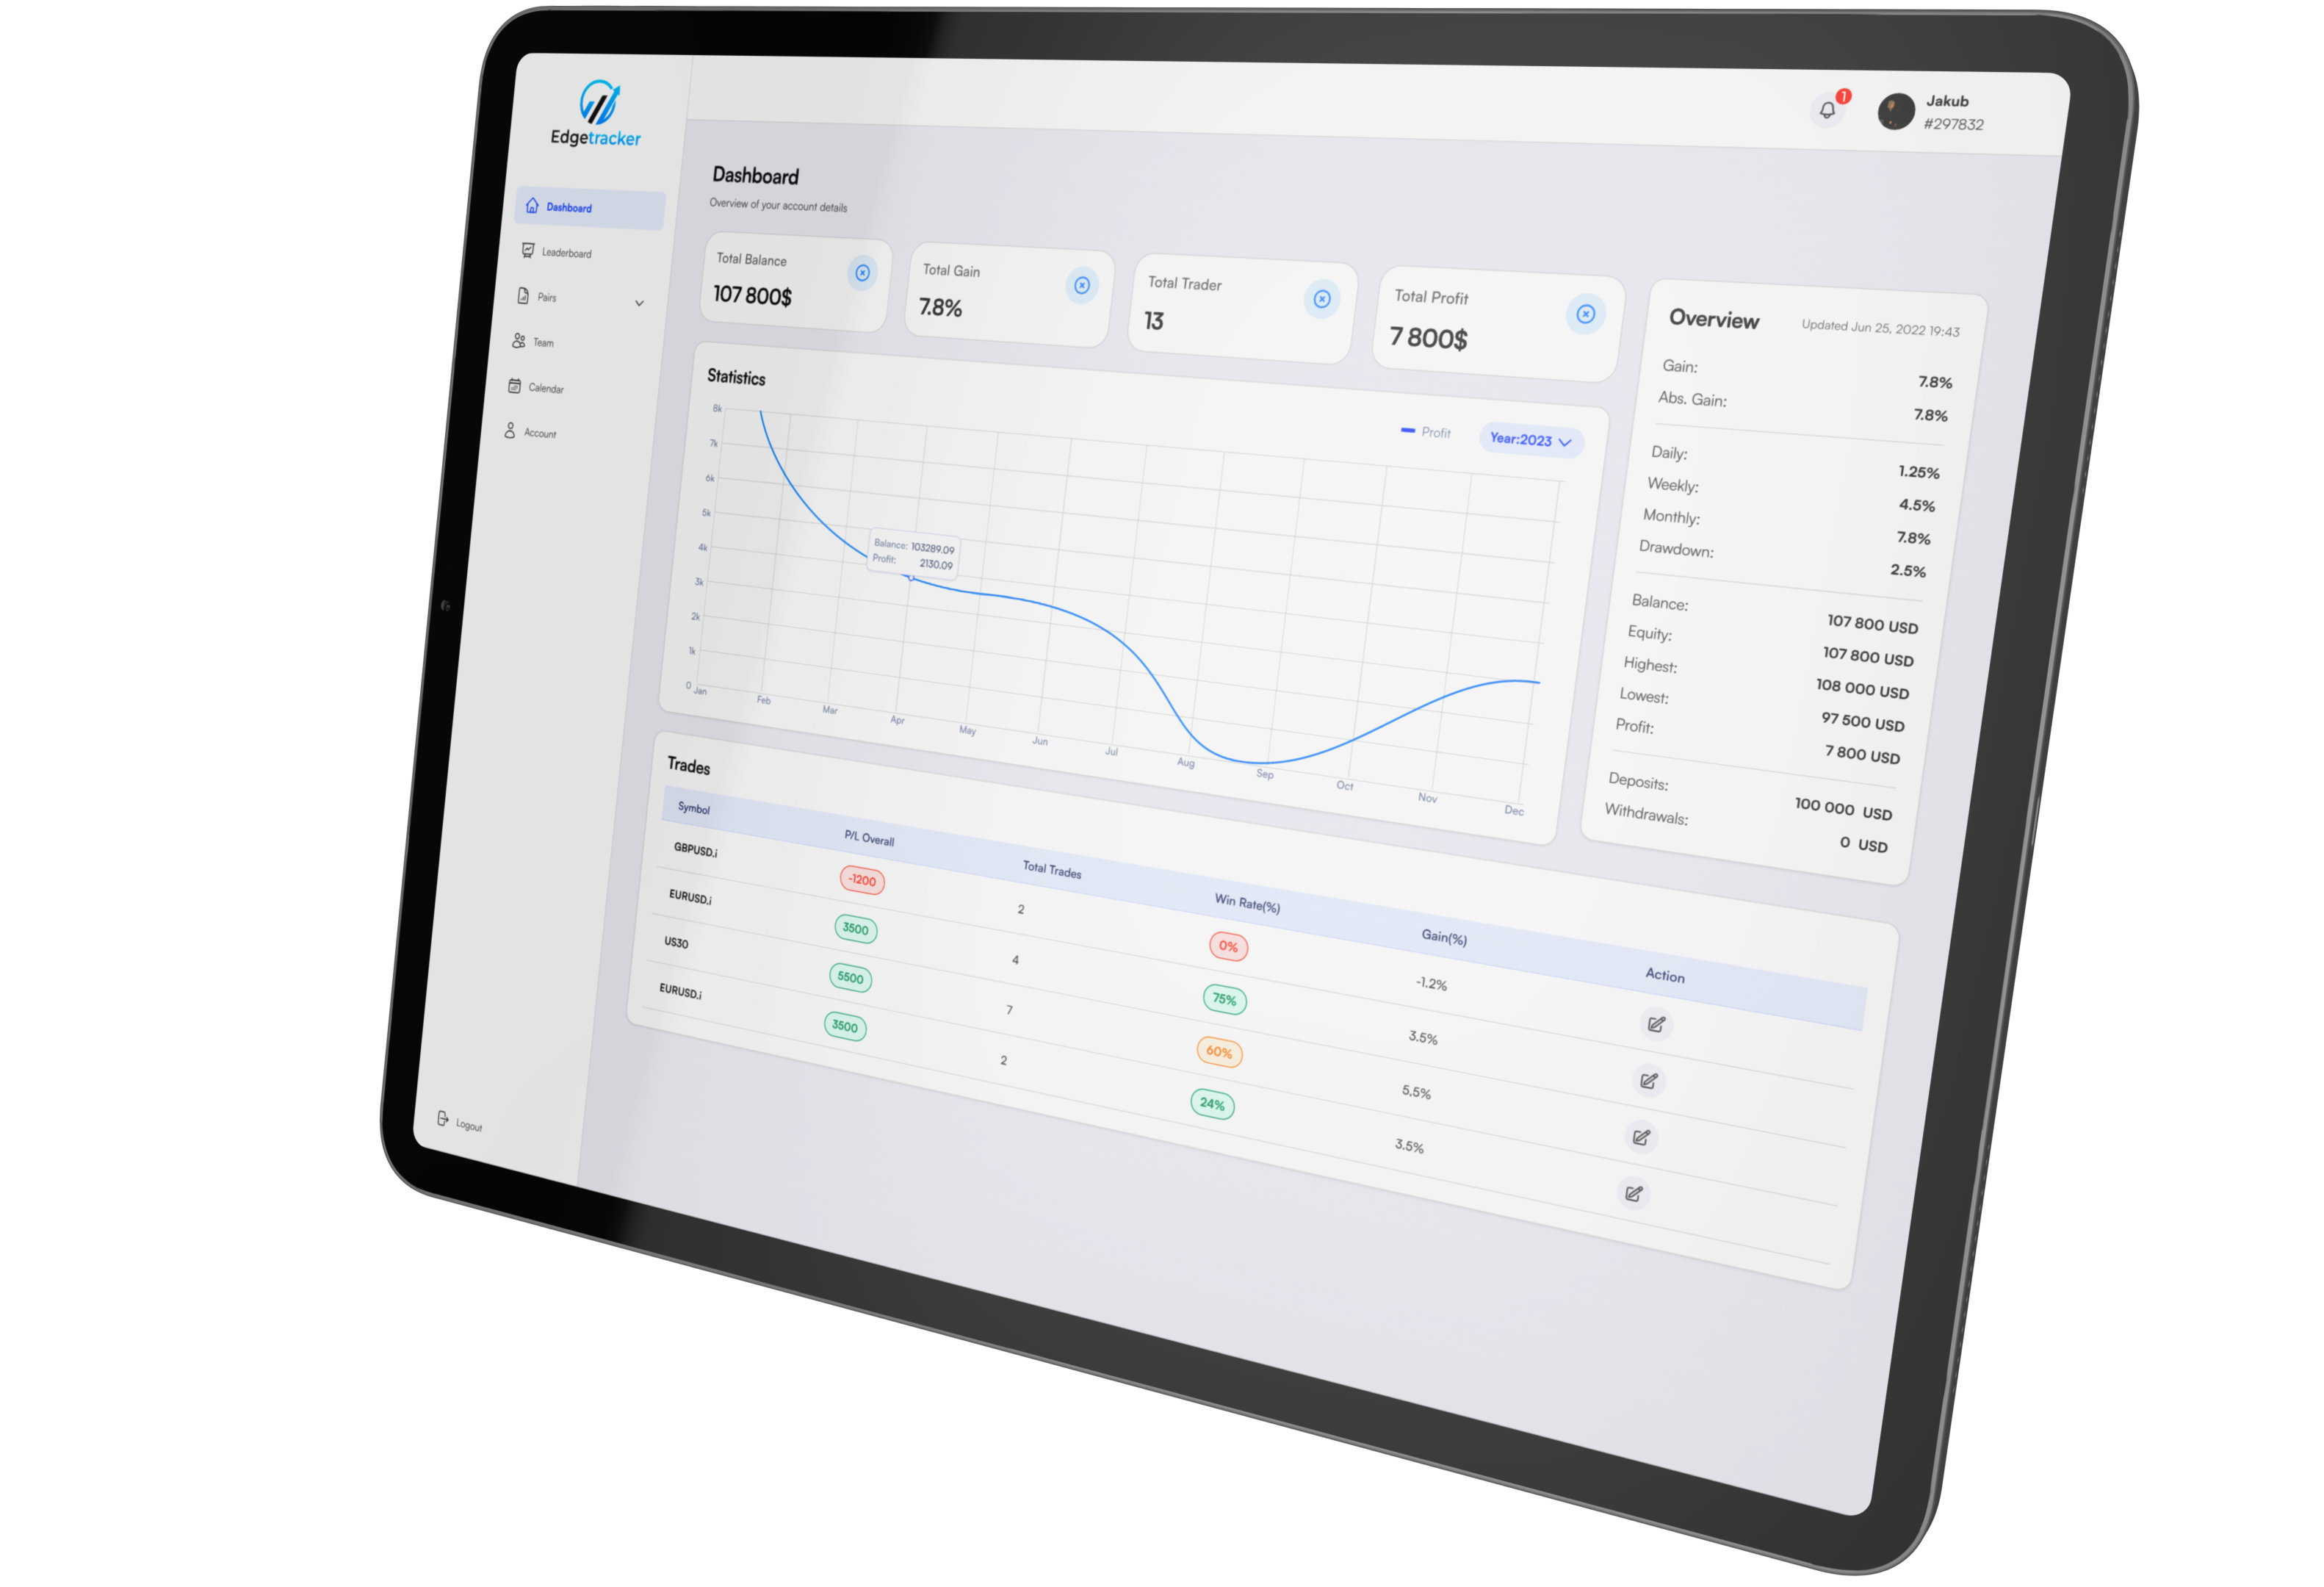 Edgetracker
Jakub
#297832
1
Dashboard
Leaderboard
Pairs
Team
Calendar
Account
Logout
Dashboard
Overview of your account details
Total Balance
107 800$
Total Gain
7.8%
Total Trader
13
Total Profit
7 800$
Statistics
Profit
Year:2023
8k
7k
6k
5k
4k
3k
2k
1k
0
Balance: 103289.09
Profit: 2130.09
Jan Feb Mar Apr May Jun Jul Aug Sep Oct Nov Dec
Overview Updated Jun 25, 2022 19:43
Gain: 7.8%
Abs. Gain: 7.8%
Daily: 1.25%
Weekly: 4.5%
Monthly: 7.8%
Drawdown: 2.5%
Balance: 107 800 USD
Equity: 107 800 USD
Highest: 108 000 USD
Lowest: 97 500 USD
Profit: 7 800 USD
Deposits: 100 000 USD
Withdrawals: 0 USD
Trades
Symbol P/L Overall Total Trades Win Rate(%) Gain(%) Action
GBPUSD.i -1200 2 0% -1.2%
EURUSD.i 3500 4 75% 3.5%
US30 5500 7 60% 5,5%
EURUSD.i 3500 2 24% 3.5%